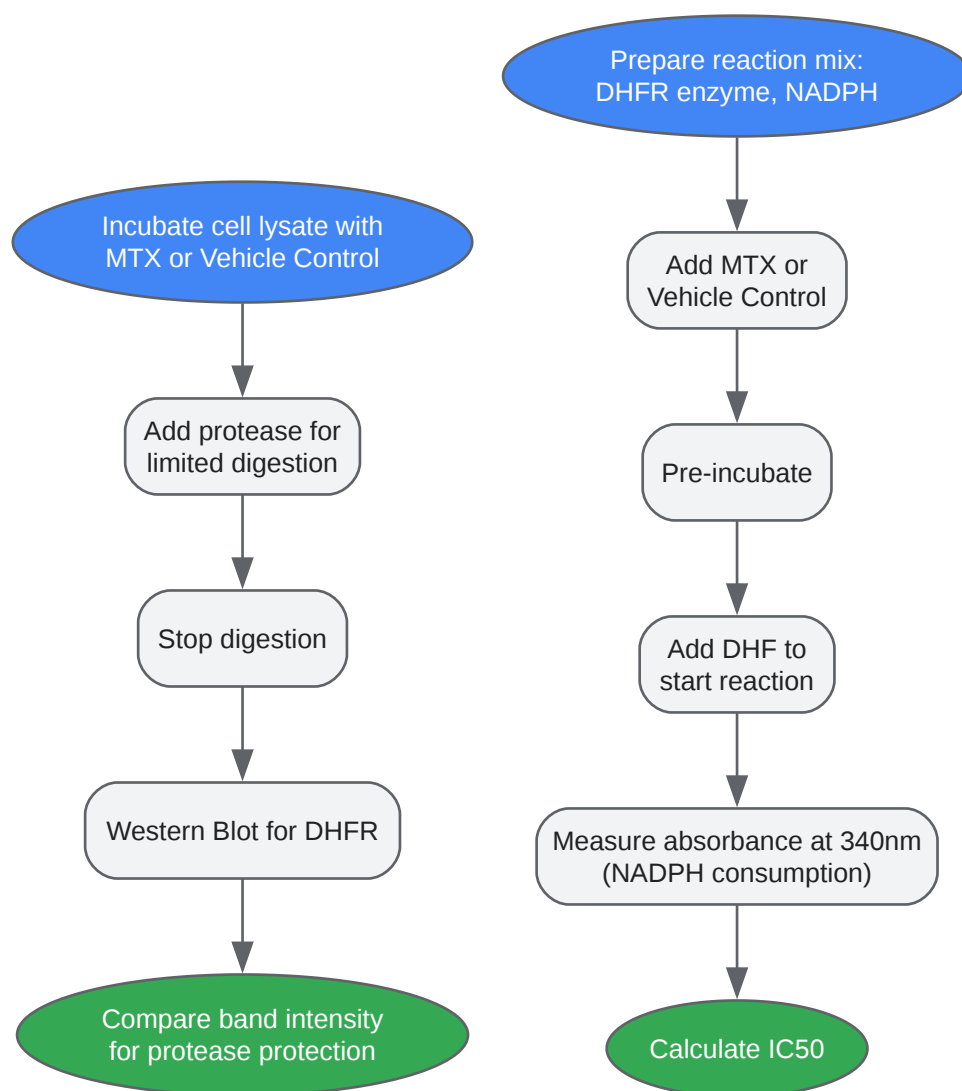 Incubate cell lysate with
MTX or Vehicle Control
Add protease for
limited digestion
Stop digestion
Western Blot for DHFR
Compare band intensity
for protease protection
Prepare reaction mix:
DHFR enzyme, NADPH
Add MTX or
Vehicle Control
Pre-incubate
Add DHF to
start reaction
Measure absorbance at 340nm
(NADPH consumption)
Calculate IC50